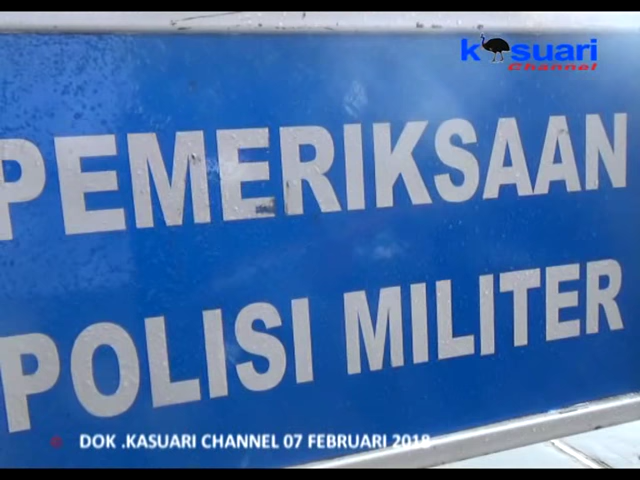 kasuari
Channel
PEMERIKSAAN
POLISI MILITER
DOK .KASUARI CHANNEL 07 FEBRUARI 2018